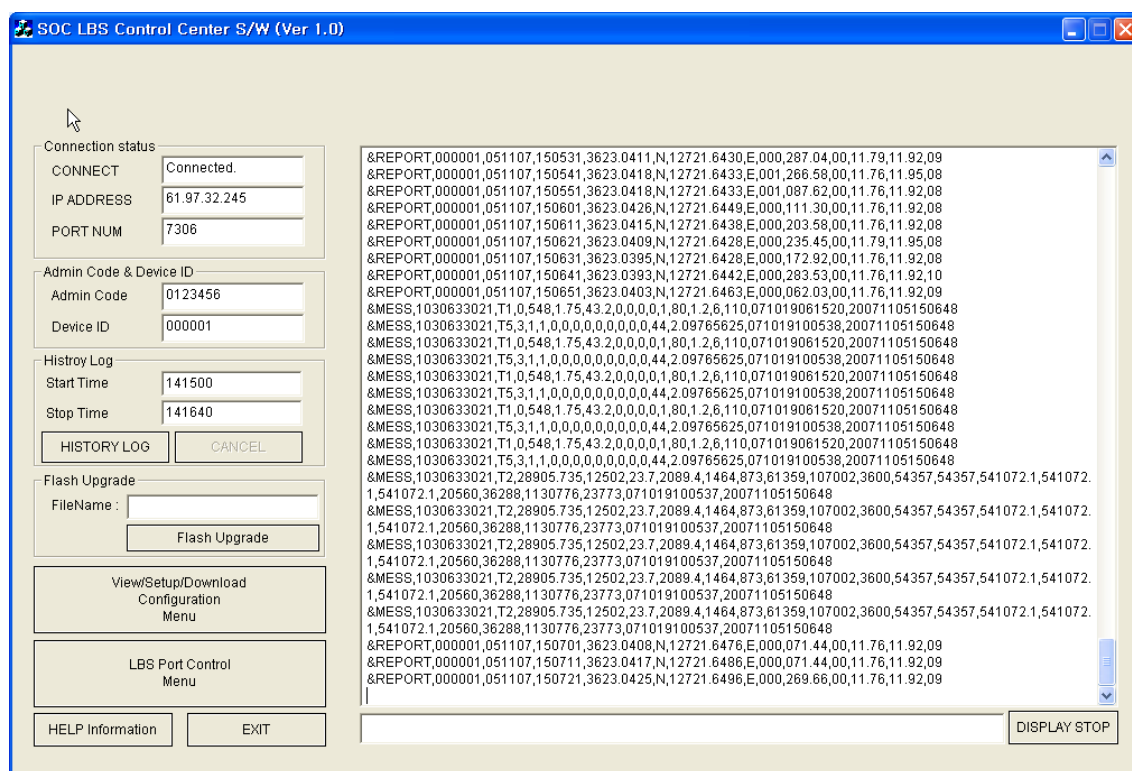 SOC LBS Control Center S/W (Ver 1.0)
Connection status
CONNECT Connected.
IP ADDRESS 61.97.32.245
PORT NUM 7306
Admin Code & Device ID
Admin Code 0123456
Device ID 000001
Histroy Log
Start Time 141500
Stop Time 141640
HISTORY LOG CANCEL
Flash Upgrade
FileName :
Flash Upgrade
View/Setup/Download
Configuration
Menu
LBS Port Control
Menu
HELP Information EXIT
&REPORT,000001,051107,150531,3623.0411,N,12721.6430,E,000,287.04,00,11.79,11.92,09
&REPORT,000001,051107,150541,3623.0418,N,12721.6433,E,001,266.58,00,11.76,11.95,08
&REPORT,000001,051107,150551,3623.0418,N,12721.6433,E,001,087.62,00,11.76,11.92,08
&REPORT,000001,051107,150601,3623.0426,N,12721.6449,E,000,111.30,00,11.76,11.92,08
&REPORT,000001,051107,150611,3623.0415,N,12721.6438,E,000,203.58,00,11.76,11.92,08
&REPORT,000001,051107,150621,3623.0409,N,12721.6428,E,000,235.45,00,11.79,11.95,08
&REPORT,000001,051107,150631,3623.0395,N,12721.6428,E,000,172.92,00,11.76,11.92,08
&REPORT,000001,051107,150641,3623.0393,N,12721.6442,E,000,283.53,00,11.76,11.92,10
&REPORT,000001,051107,150651,3623.0403,N,12721.6463,E,000,062.03,00,11.76,11.92,09
&MESS,1030633021,T1,0,548,1.75,43.2,0,0,0,0,1,80,1.2,6,110,071019061520,20071105150648
&MESS,1030633021,T5,3,1,1,0,0,0,0,0,0,0,0,44,2.09765625,071019100538,20071105150648
&MESS,1030633021,T1,0,548,1.75,43.2,0,0,0,0,1,80,1.2,6,110,071019061520,20071105150648
&MESS,1030633021,T5,3,1,1,0,0,0,0,0,0,0,0,44,2.09765625,071019100538,20071105150648
&MESS,1030633021,T1,0,548,1.75,43.2,0,0,0,0,1,80,1.2,6,110,071019061520,20071105150648
&MESS,1030633021,T5,3,1,1,0,0,0,0,0,0,0,0,44,2.09765625,071019100538,20071105150648
&MESS,1030633021,T1,0,548,1.75,43.2,0,0,0,0,1,80,1.2,6,110,071019061520,20071105150648
&MESS,1030633021,T5,3,1,1,0,0,0,0,0,0,0,0,44,2.09765625,071019100538,20071105150648
&MESS,1030633021,T1,0,548,1.75,43.2,0,0,0,0,1,80,1.2,6,110,071019061520,20071105150648
&MESS,1030633021,T5,3,1,1,0,0,0,0,0,0,0,0,44,2.09765625,071019100538,20071105150648
&MESS,1030633021,T2,28905.735,12502,23.7,2089.4,1464,873,61359,107002,3600,54357,54357,541072.1,541072.
1,541072.1,20560,36288,1130776,23773,071019100537,20071105150648
&MESS,1030633021,T2,28905.735,12502,23.7,2089.4,1464,873,61359,107002,3600,54357,54357,541072.1,541072.
1,541072.1,20560,36288,1130776,23773,071019100537,20071105150648
&MESS,1030633021,T2,28905.735,12502,23.7,2089.4,1464,873,61359,107002,3600,54357,54357,541072.1,541072.
1,541072.1,20560,36288,1130776,23773,071019100537,20071105150648
&MESS,1030633021,T2,28905.735,12502,23.7,2089.4,1464,873,61359,107002,3600,54357,54357,541072.1,541072.
1,541072.1,20560,36288,1130776,23773,071019100537,20071105150648
&MESS,1030633021,T2,28905.735,12502,23.7,2089.4,1464,873,61359,107002,3600,54357,54357,541072.1,541072.
1,541072.1,20560,36288,1130776,23773,071019100537,20071105150648
&REPORT,000001,051107,150701,3623.0408,N,12721.6476,E,000,071.44,00,11.76,11.92,09
&REPORT,000001,051107,150711,3623.0417,N,12721.6486,E,000,071.44,00,11.76,11.92,09
&REPORT,000001,051107,150721,3623.0425,N,12721.6496,E,000,269.66,00,11.76,11.92,09
DISPLAY STOP